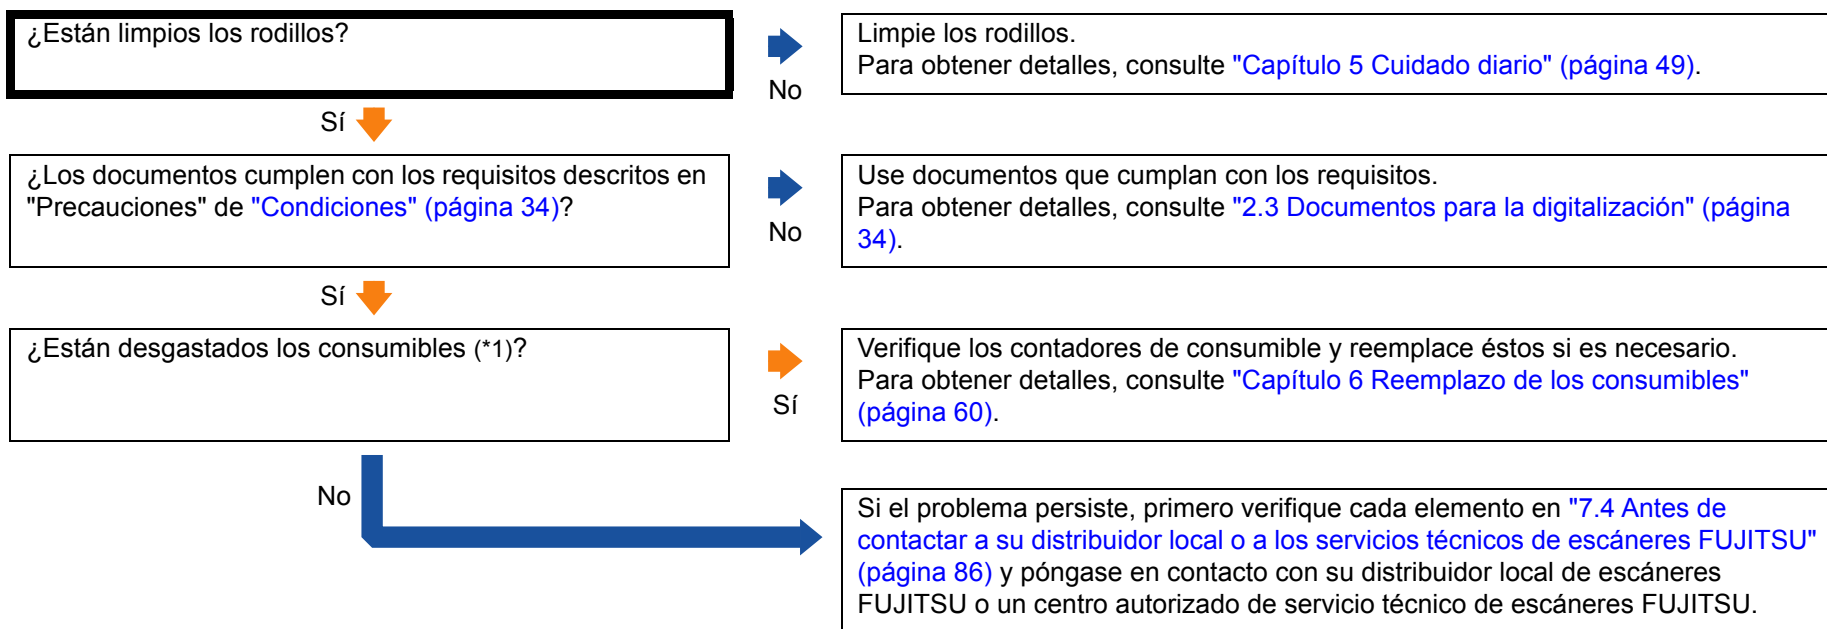 ¿Están limpios los rodillos?
No
Limpie los rodillos.
Para obtener detalles, consulte "Capítulo 5 Cuidado diario" (página 49).
Sí
¿Los documentos cumplen con los requisitos descritos en
"Precauciones" de "Condiciones" (página 34)?
No
Use documentos que cumplan con los requisitos.
Para obtener detalles, consulte "2.3 Documentos para la digitalización" (página
34).
Sí
¿Están desgastados los consumibles (*1)?
Sí
Verifique los contadores de consumible y reemplace éstos si es necesario.
Para obtener detalles, consulte "Capítulo 6 Reemplazo de los consumibles"
(página 60).
No
Si el problema persiste, primero verifique cada elemento en "7.4 Antes de
contactar a su distribuidor local o a los servicios técnicos de escáneres FUJITSU"
(página 86) y póngase en contacto con su distribuidor local de escáneres
FUJITSU o un centro autorizado de servicio técnico de escáneres FUJITSU.